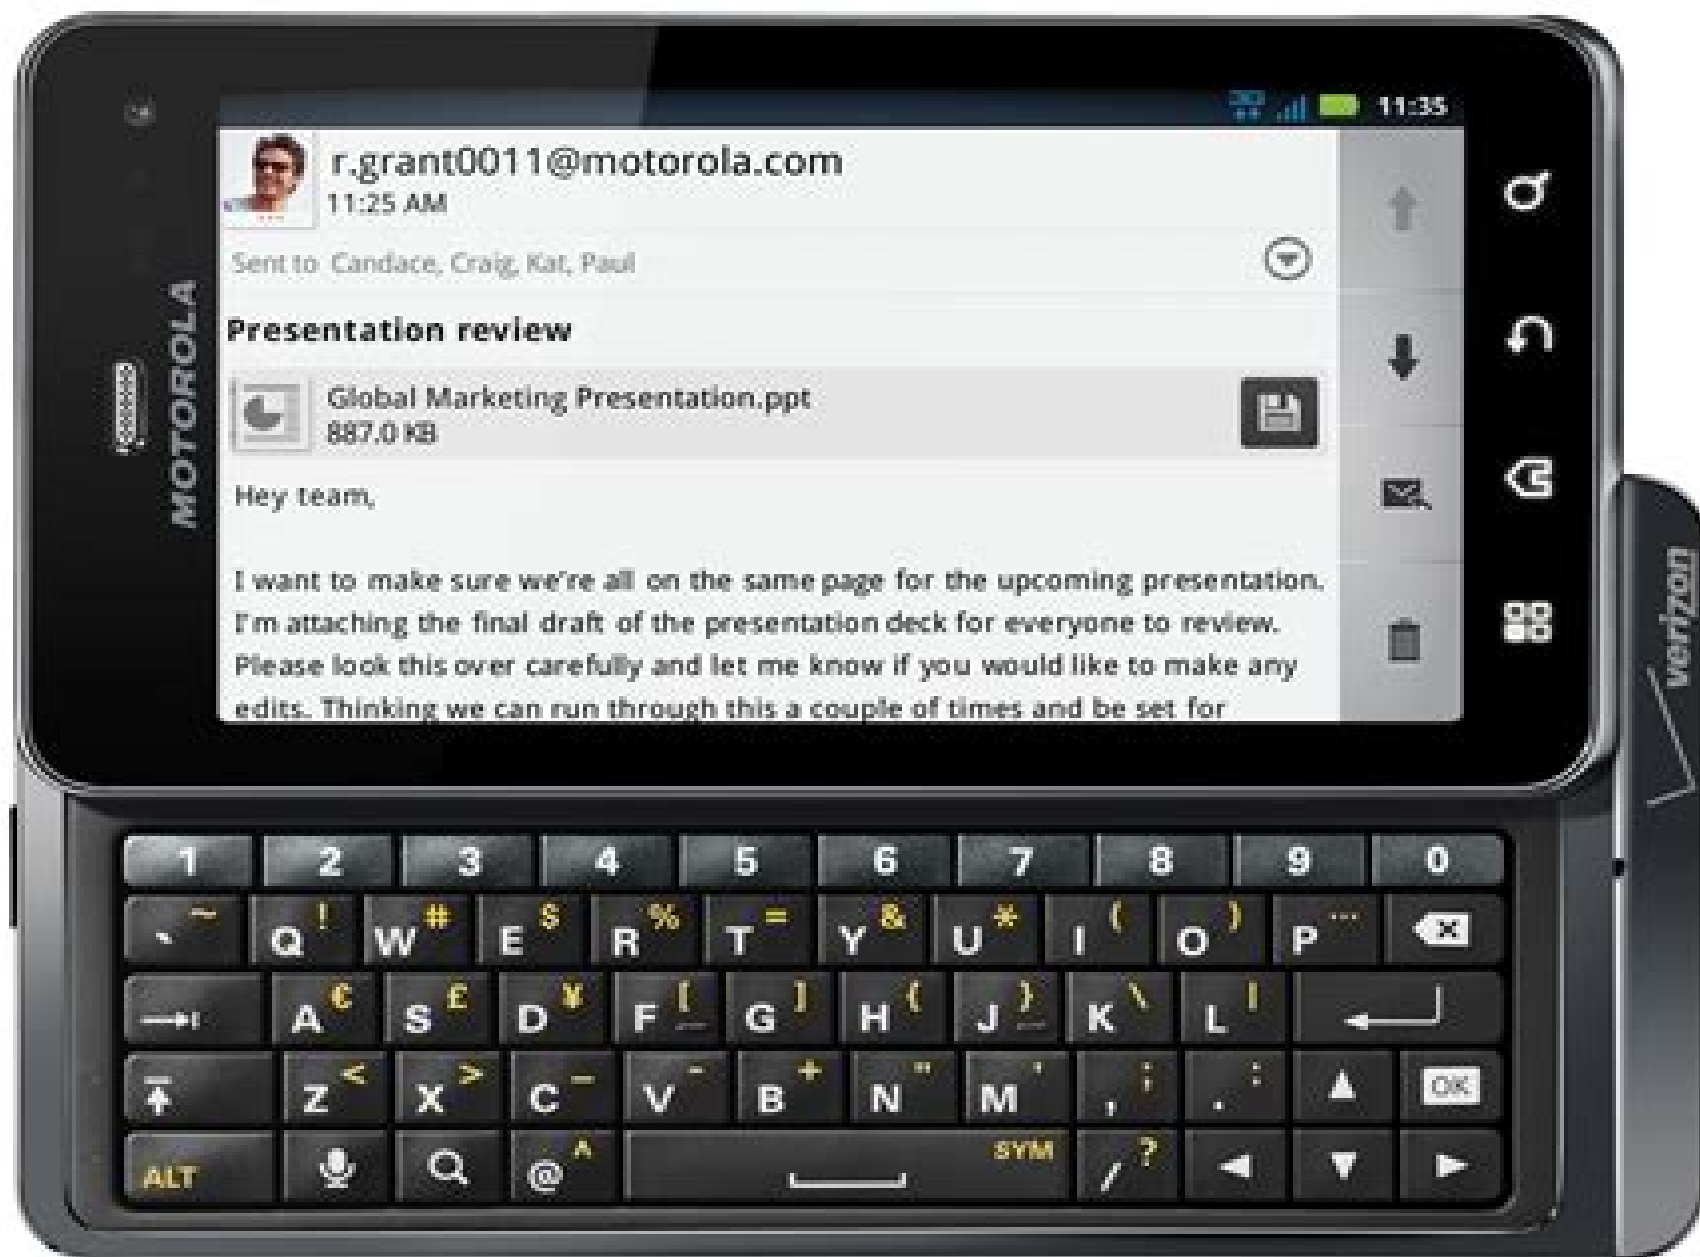 11:35
r.grant0011@motorola.com
11:25 AM
Sent to Candace, Craig, Kat, Paul
Presentation review
Global Marketing Presentation.ppt
887.0 KB
Hey team,
I want to make sure we're all on the same page for the upcoming presentation.
I'm attaching the final draft of the presentation deck for everyone to review.
Please look this over carefully and let me know if you would like to make any
edits. Thinking we can run through this a couple of times and be set for
MOTOROLA
verizon
1 2 3 4 5 6 7 8 9 0
` ~ Q ! W # E $ R % T = Y & U * I ( O ) P ...
A € S £ D ¥ F [ G ] H { J } K \ L |
Z < X > C _ V - B + N " M ' , ; . : OK
ALT @ ^ SYM / ?